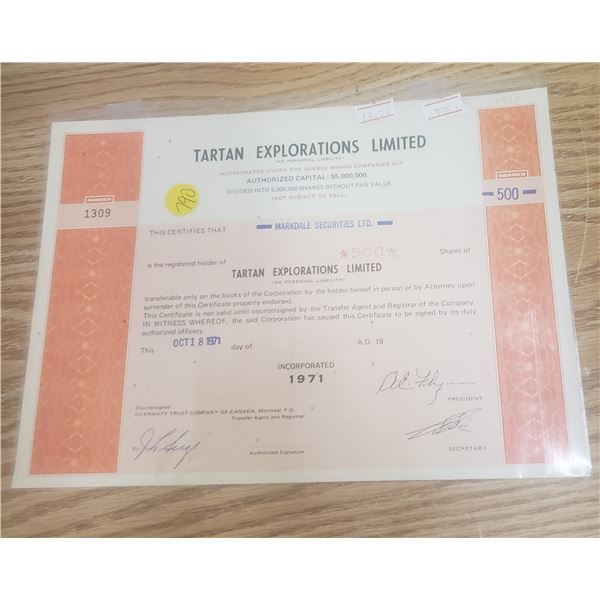 790
TARTAN EXPLORATIONS LIMITED
(NO PERSONAL LIABILITY)
INCORPORATED UNDER THE QUEBEC MINING COMPANIES ACT
AUTHORIZED CAPITAL: $5,000,000.
DIVIDED INTO 5,000,000 SHARES WITHOUT PAR VALUE.
(NOT SUBJECT TO CALL)
SHARES
1309
SHARES
500
790
THIS CERTIFIES THAT
MARKDALE SECURITIES LTD.
is the registered holder of ★500★ Shares of
TARTAN EXPLORATIONS LIMITED
(NO PERSONAL LIABILITY)
transferable only on the books of the Corporation by the holder hereof in person or by Attorney upon
surrender of this Certificate properly endorsed.
This Certificate is not valid until countersigned by the Transfer Agent and Registrar of the Company.
IN WITNESS WHEREOF, the said Corporation has caused this Certificate to be signed by its duly
authorized officers.
This OCT 18 1971 day of A.D. 19
INCORPORATED
1971
PRESIDENT
Countersigned
GUARANTY TRUST COMPANY OF CANADA, Montreal, P.Q.
Transfer Agent and Registrar
By
Authorized Signature
SECRETARY